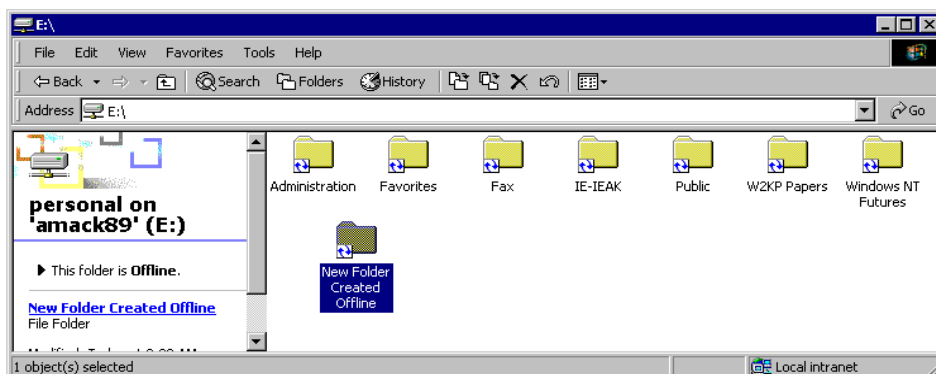 E:\
File Edit View Favorites Tools Help
Back Search Folders History
Address E:\ Go
personal on
'amack89' (E:)
This folder is Offline.
New Folder Created Offline
File Folder
Administration Favorites Fax IE-IEAK Public W2KP Papers Windows NT
Futures
New Folder
Created
Offline
1 object(s) selected Local intranet